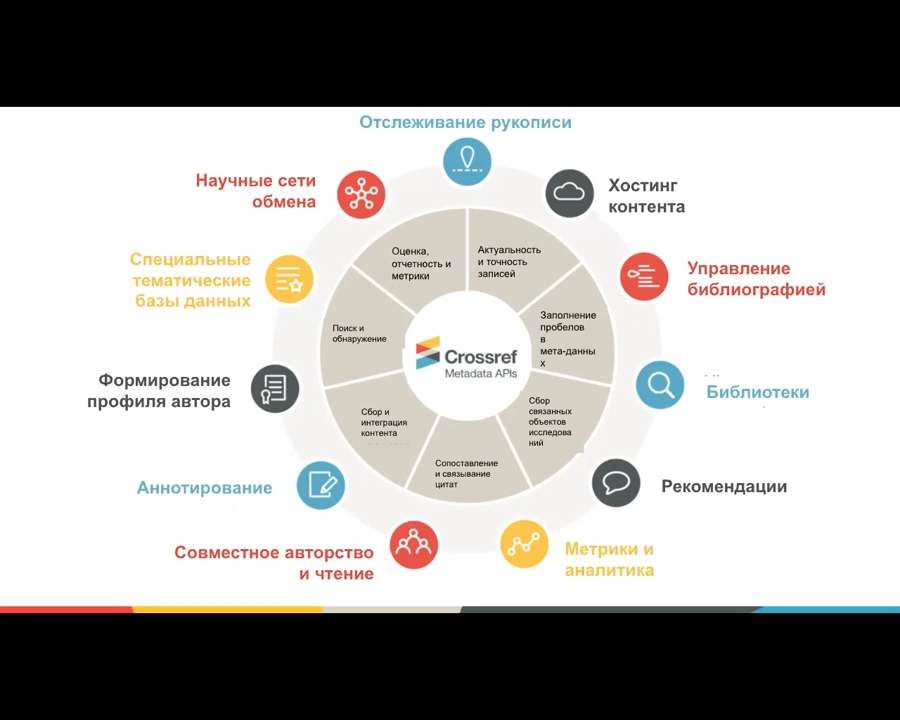 Отслеживание рукописи
Научные сети
обмена
Хостинг
контента
Специальные
тематические
базы данных
Управление
библиографией
Формирование
профиля автора
Библиотеки
Аннотирование
Рекомендации
Совместное авторство
и чтение
Метрики и
аналитика
Оценка,
отчетность и
метрики
Актуальность
и точность
записей
Поиск и
обнаружение
Заполнение
пробелов
в
мета-данны
х
Crossref
Metadata APIs
Сбор и
интеграция
контента
Сбор
связанных
объектов
исследова
ний
Сопоставление
и связывание
цитат